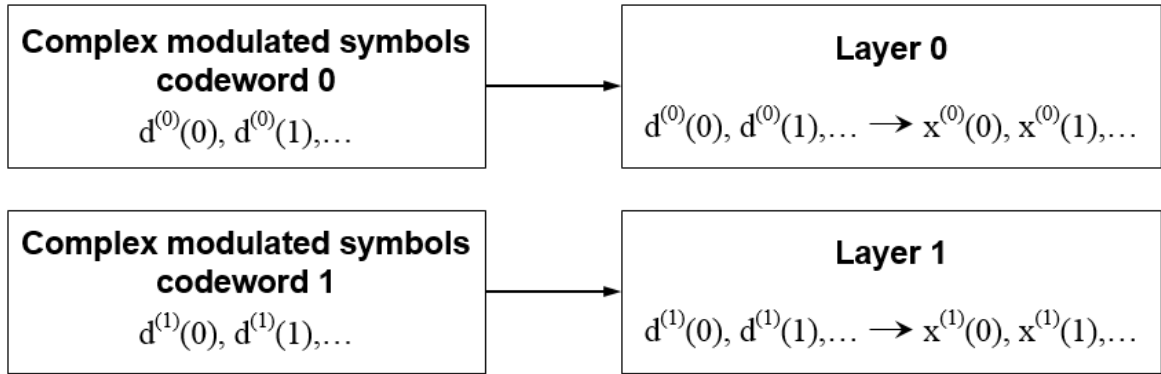 Complex modulated symbols
codeword 0
d⁽⁰⁾(0), d⁽⁰⁾(1),…
Layer 0
d⁽⁰⁾(0), d⁽⁰⁾(1),… → x⁽⁰⁾(0), x⁽⁰⁾(1),…
Complex modulated symbols
codeword 1
d⁽¹⁾(0), d⁽¹⁾(1),…
Layer 1
d⁽¹⁾(0), d⁽¹⁾(1),… → x⁽¹⁾(0), x⁽¹⁾(1),…